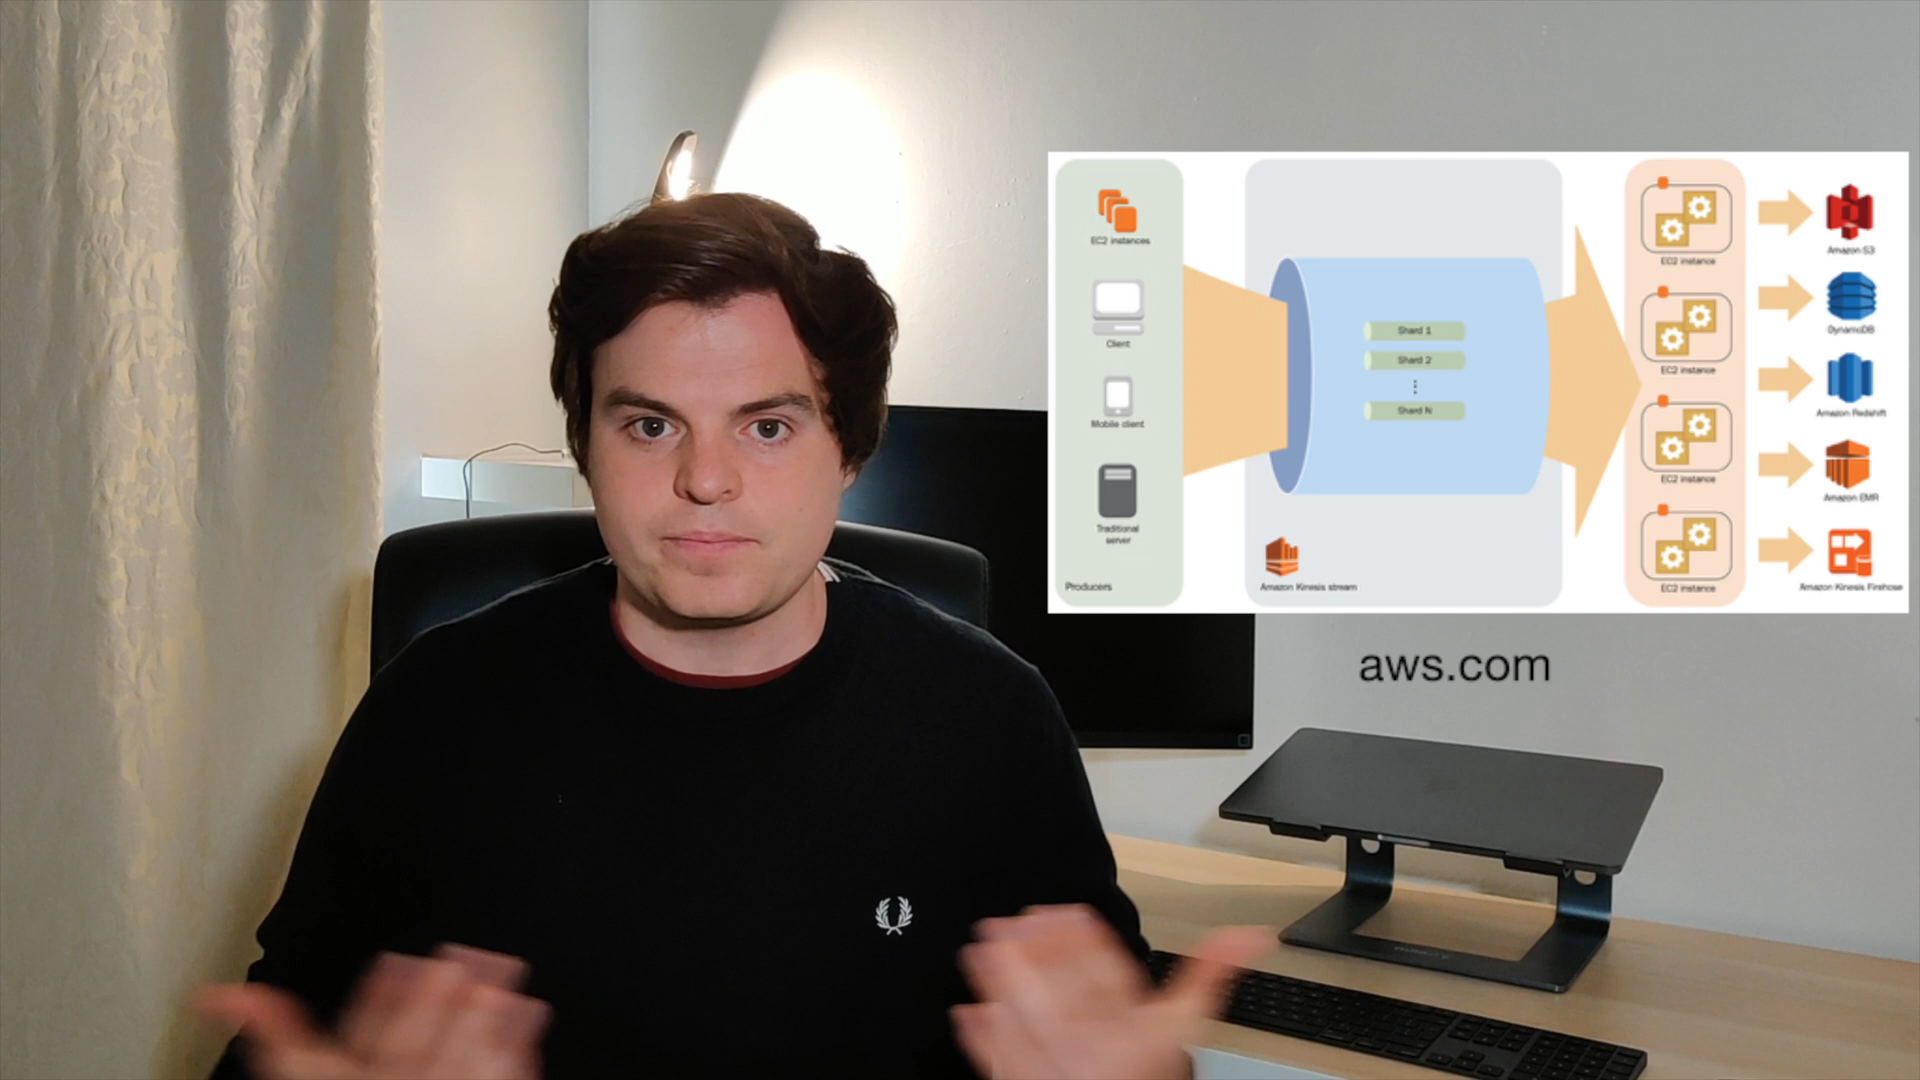 EC2 instances
Client
Mobile client
Traditional
server
Producers
Shard 1
Shard 2
Shard N
Amazon Kinesis stream
EC2 instance
EC2 instance
EC2 instance
EC2 instance
Amazon S3
DynamoDB
Amazon Redshift
Amazon EMR
Amazon Kinesis Firehose
aws.com